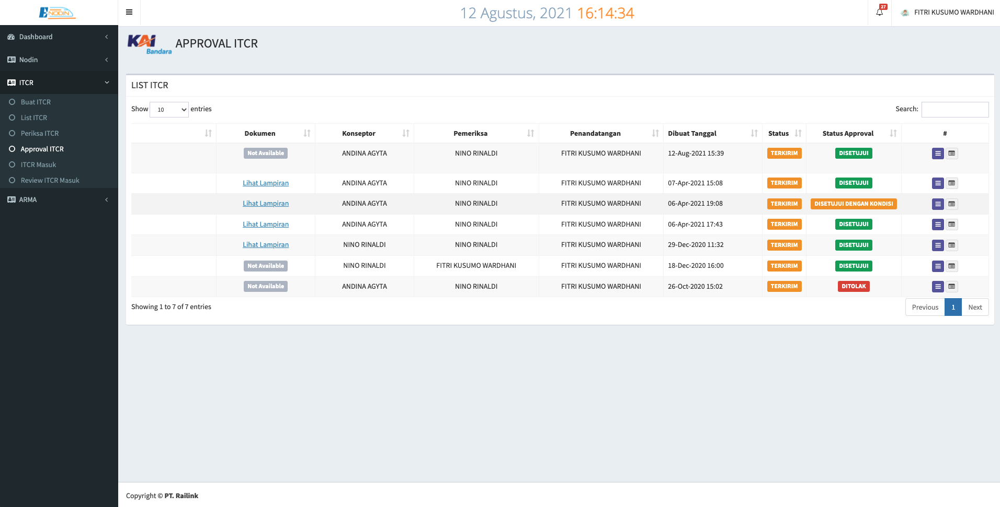 NODIN
12 Agustus, 2021 16:14:34
27
FITRI KUSUMO WARDHANI
Dashboard
Nodin
ITCR
Buat ITCR
List ITCR
Periksa ITCR
Approval ITCR
ITCR Masuk
Review ITCR Masuk
ARMA
KAI Bandara
APPROVAL ITCR
LIST ITCR
Show 10 entries
Search:
Dokumen Konseptor Pemeriksa Penandatangan Dibuat Tanggal Status Status Approval #
Not Available ANDINA AGYTA NINO RINALDI FITRI KUSUMO WARDHANI 12-Aug-2021 15:39 TERKIRIM DISETUJUI
Lihat Lampiran ANDINA AGYTA NINO RINALDI FITRI KUSUMO WARDHANI 07-Apr-2021 15:08 TERKIRIM DISETUJUI
Lihat Lampiran ANDINA AGYTA NINO RINALDI FITRI KUSUMO WARDHANI 06-Apr-2021 19:08 TERKIRIM DISETUJUI DENGAN KONDISI
Lihat Lampiran ANDINA AGYTA NINO RINALDI FITRI KUSUMO WARDHANI 06-Apr-2021 17:43 TERKIRIM DISETUJUI
Lihat Lampiran NINO RINALDI NINO RINALDI FITRI KUSUMO WARDHANI 29-Dec-2020 11:32 TERKIRIM DISETUJUI
Not Available NINO RINALDI FITRI KUSUMO WARDHANI FITRI KUSUMO WARDHANI 18-Dec-2020 16:00 TERKIRIM DISETUJUI
Not Available ANDINA AGYTA NINO RINALDI FITRI KUSUMO WARDHANI 26-Oct-2020 15:02 TERKIRIM DITOLAK
Showing 1 to 7 of 7 entries
Previous 1 Next
Copyright © PT. Railink